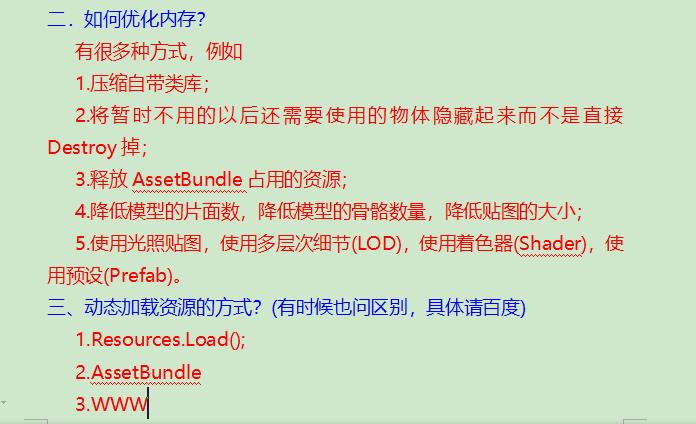 二．如何优化内存？
有很多种方式，例如
1.压缩自带类库；
2.将暂时不用的以后还需要使用的物体隐藏起来而不是直接
Destroy 掉；
3.释放 AssetBundle 占用的资源；
4.降低模型的片面数，降低模型的骨骼数量，降低贴图的大小；
5.使用光照贴图，使用多层次细节(LOD)，使用着色器(Shader)，使
用预设(Prefab)。
三、动态加载资源的方式？(有时候也问区别，具体请百度)
1.Resources.Load();
2.AssetBundle
3.WWW